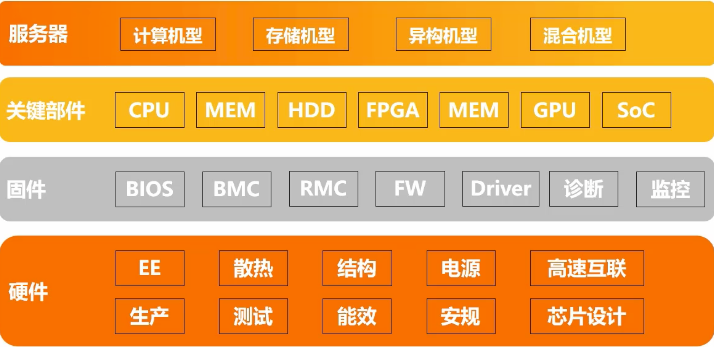 服务器 计算机型 存储机型 异构机型 混合机型
关键部件 CPU MEM HDD FPGA MEM GPU SoC
固件 BIOS BMC RMC FW Driver 诊断 监控
硬件
EE 散热 结构 电源 高速互联
生产 测试 能效 安规 芯片设计